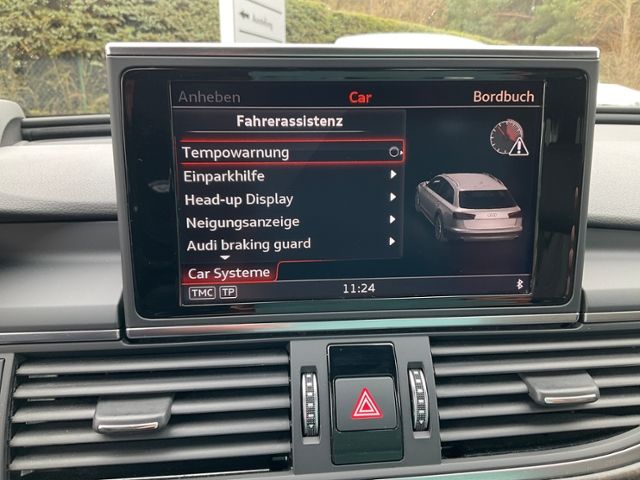 Anheben Car Bordbuch
Fahrerassistenz
Tempowarnung
Einparkhilfe
Head-up Display
Neigungsanzeige
Audi braking guard
Car Systeme
TMC TP 11:24